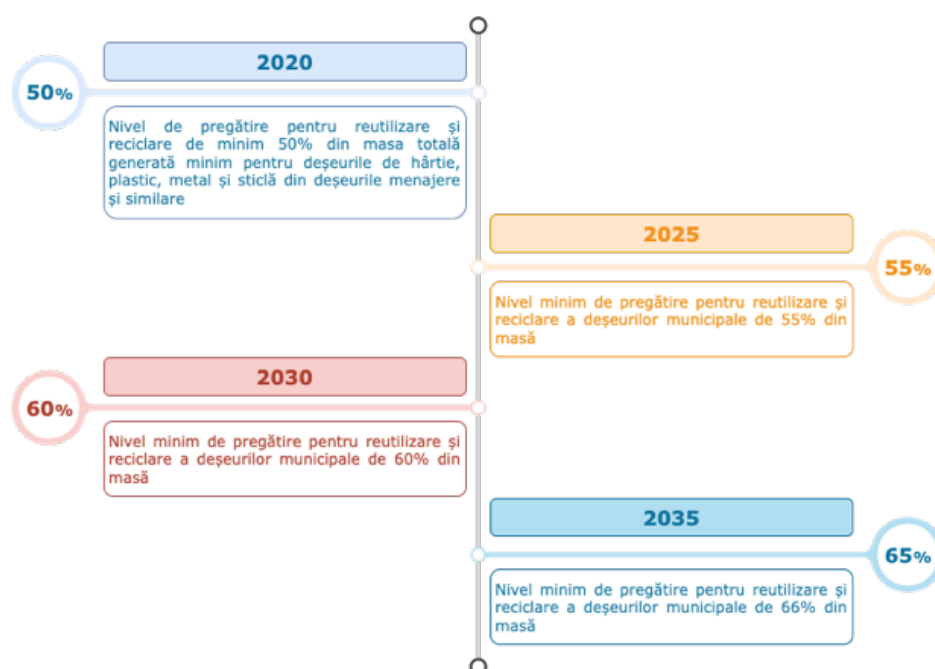 2020
50%
Nivel de pregătire pentru reutilizare și
reciclare de minim 50% din masa totală
generată minim pentru deșeurile de hârtie,
plastic, metal și sticlă din deșeurile menajere
și similare
2025
55%
Nivel minim de pregătire pentru reutilizare și
reciclare a deșeurilor municipale de 55% din
masă
2030
60%
Nivel minim de pregătire pentru reutilizare și
reciclare a deșeurilor municipale de 60% din
masă
2035
65%
Nivel minim de pregătire pentru reutilizare și
reciclare a deșeurilor municipale de 66% din
masă